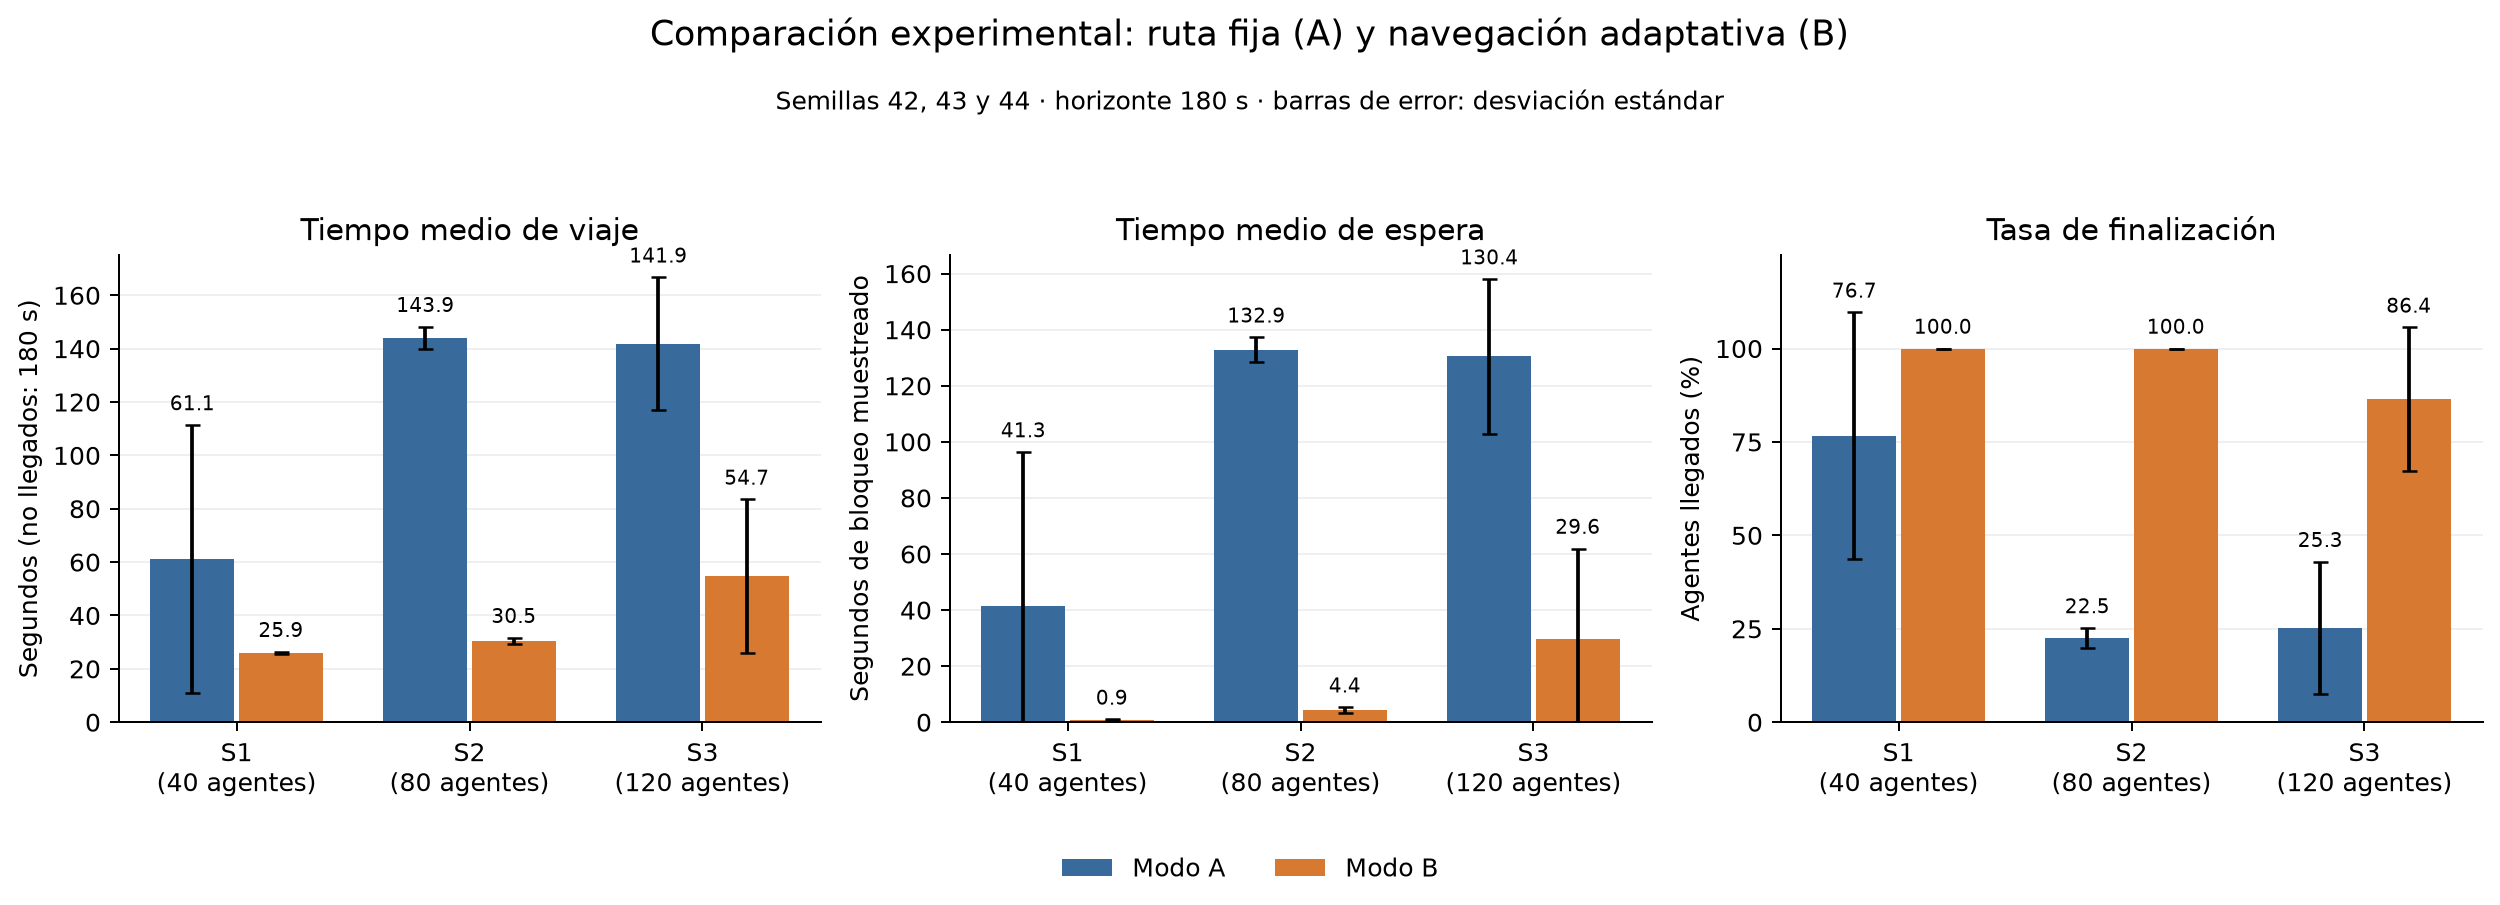 Comparación experimental: ruta fija (A) y navegación adaptativa (B)
Semillas 42, 43 y 44 · horizonte 180 s · barras de error: desviación estándar
Tiempo medio de viaje
Segundos (no llegados: 180 s)
160
140
120
100
80
60
40
20
0
61.1
25.9
143.9
30.5
141.9
54.7
S1
(40 agentes)
S2
(80 agentes)
S3
(120 agentes)
Tiempo medio de espera
Segundos de bloqueo muestreado
160
140
120
100
80
60
40
20
0
41.3
0.9
132.9
4.4
130.4
29.6
S1
(40 agentes)
S2
(80 agentes)
S3
(120 agentes)
Tasa de finalización
Agentes llegados (%)
100
75
50
25
0
76.7
100.0
22.5
100.0
25.3
86.4
S1
(40 agentes)
S2
(80 agentes)
S3
(120 agentes)
Modo A
Modo B